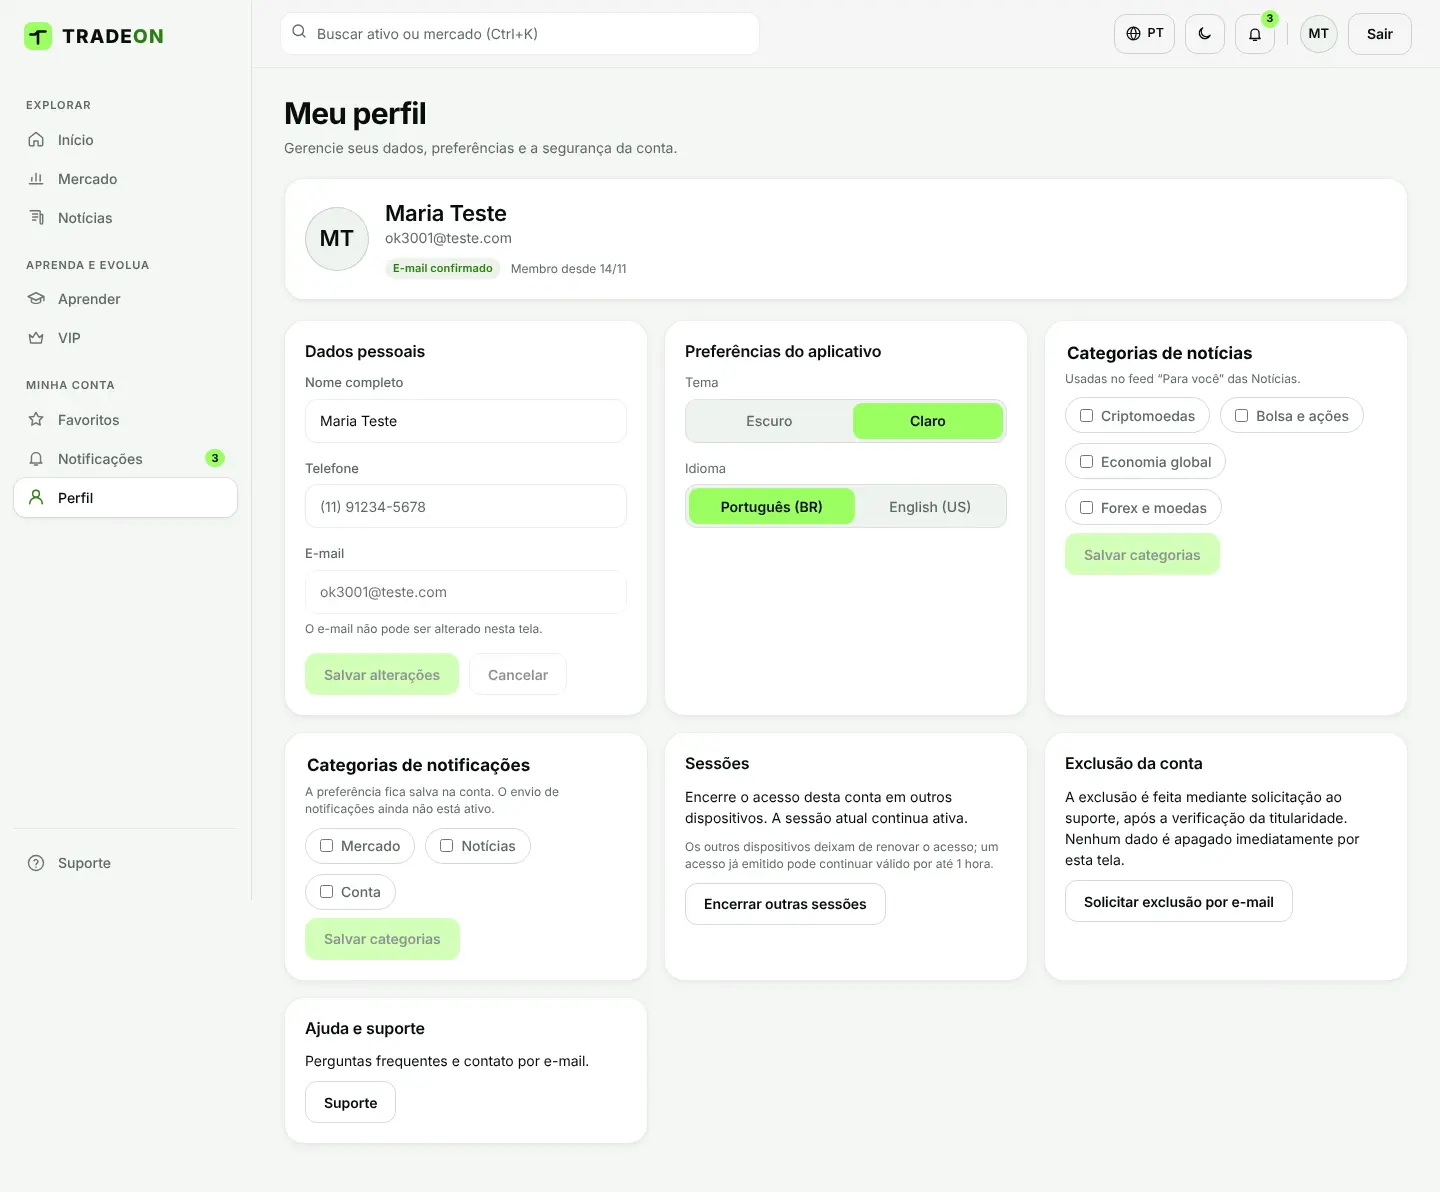 TRADEON
Buscar ativo ou mercado (Ctrl+K)
PT
3
MT
Sair
EXPLORAR
Início
Mercado
Notícias
APRENDA E EVOLUA
Aprender
VIP
MINHA CONTA
Favoritos
Notificações 3
Perfil
Suporte
Meu perfil
Gerencie seus dados, preferências e a segurança da conta.
MT
Maria Teste
ok3001@teste.com
E-mail confirmado Membro desde 14/11
Dados pessoais
Nome completo
Maria Teste
Telefone
(11) 91234-5678
E-mail
ok3001@teste.com
O e-mail não pode ser alterado nesta tela.
Salvar alterações Cancelar
Preferências do aplicativo
Tema
Escuro Claro
Idioma
Português (BR) English (US)
Categorias de notícias
Usadas no feed “Para você” das Notícias.
Criptomoedas Bolsa e ações
Economia global
Forex e moedas
Salvar categorias
Categorias de notificações
A preferência fica salva na conta. O envio de
notificações ainda não está ativo.
Mercado Notícias
Conta
Salvar categorias
Sessões
Encerre o acesso desta conta em outros
dispositivos. A sessão atual continua ativa.
Os outros dispositivos deixam de renovar o acesso; um
acesso já emitido pode continuar válido por até 1 hora.
Encerrar outras sessões
Exclusão da conta
A exclusão é feita mediante solicitação ao
suporte, após a verificação da titularidade.
Nenhum dado é apagado imediatamente por
esta tela.
Solicitar exclusão por e-mail
Ajuda e suporte
Perguntas frequentes e contato por e-mail.
Suporte